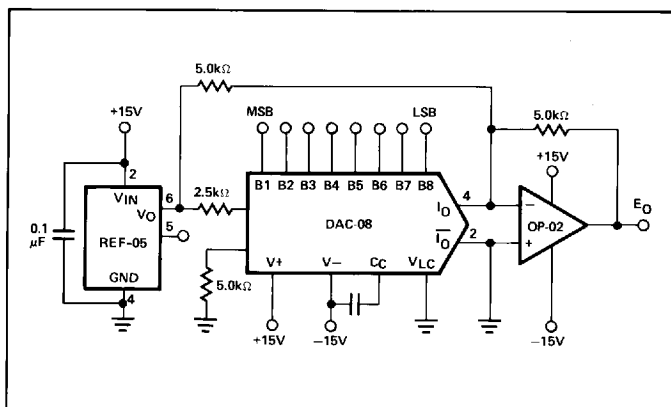 5.0kΩ
+15V
MSB
LSB
5.0kΩ
+15V
2
VIN
VO
6
2.5kΩ
B1 B2 B3 B4 B5 B6 B7 B8
IO
4
−
EO
0.1
μF
REF-05
5
DAC-08
IO
2
OP-02
+
GND
4
5.0kΩ
V+
V−
CC
VLC
+15V
−15V
−15V